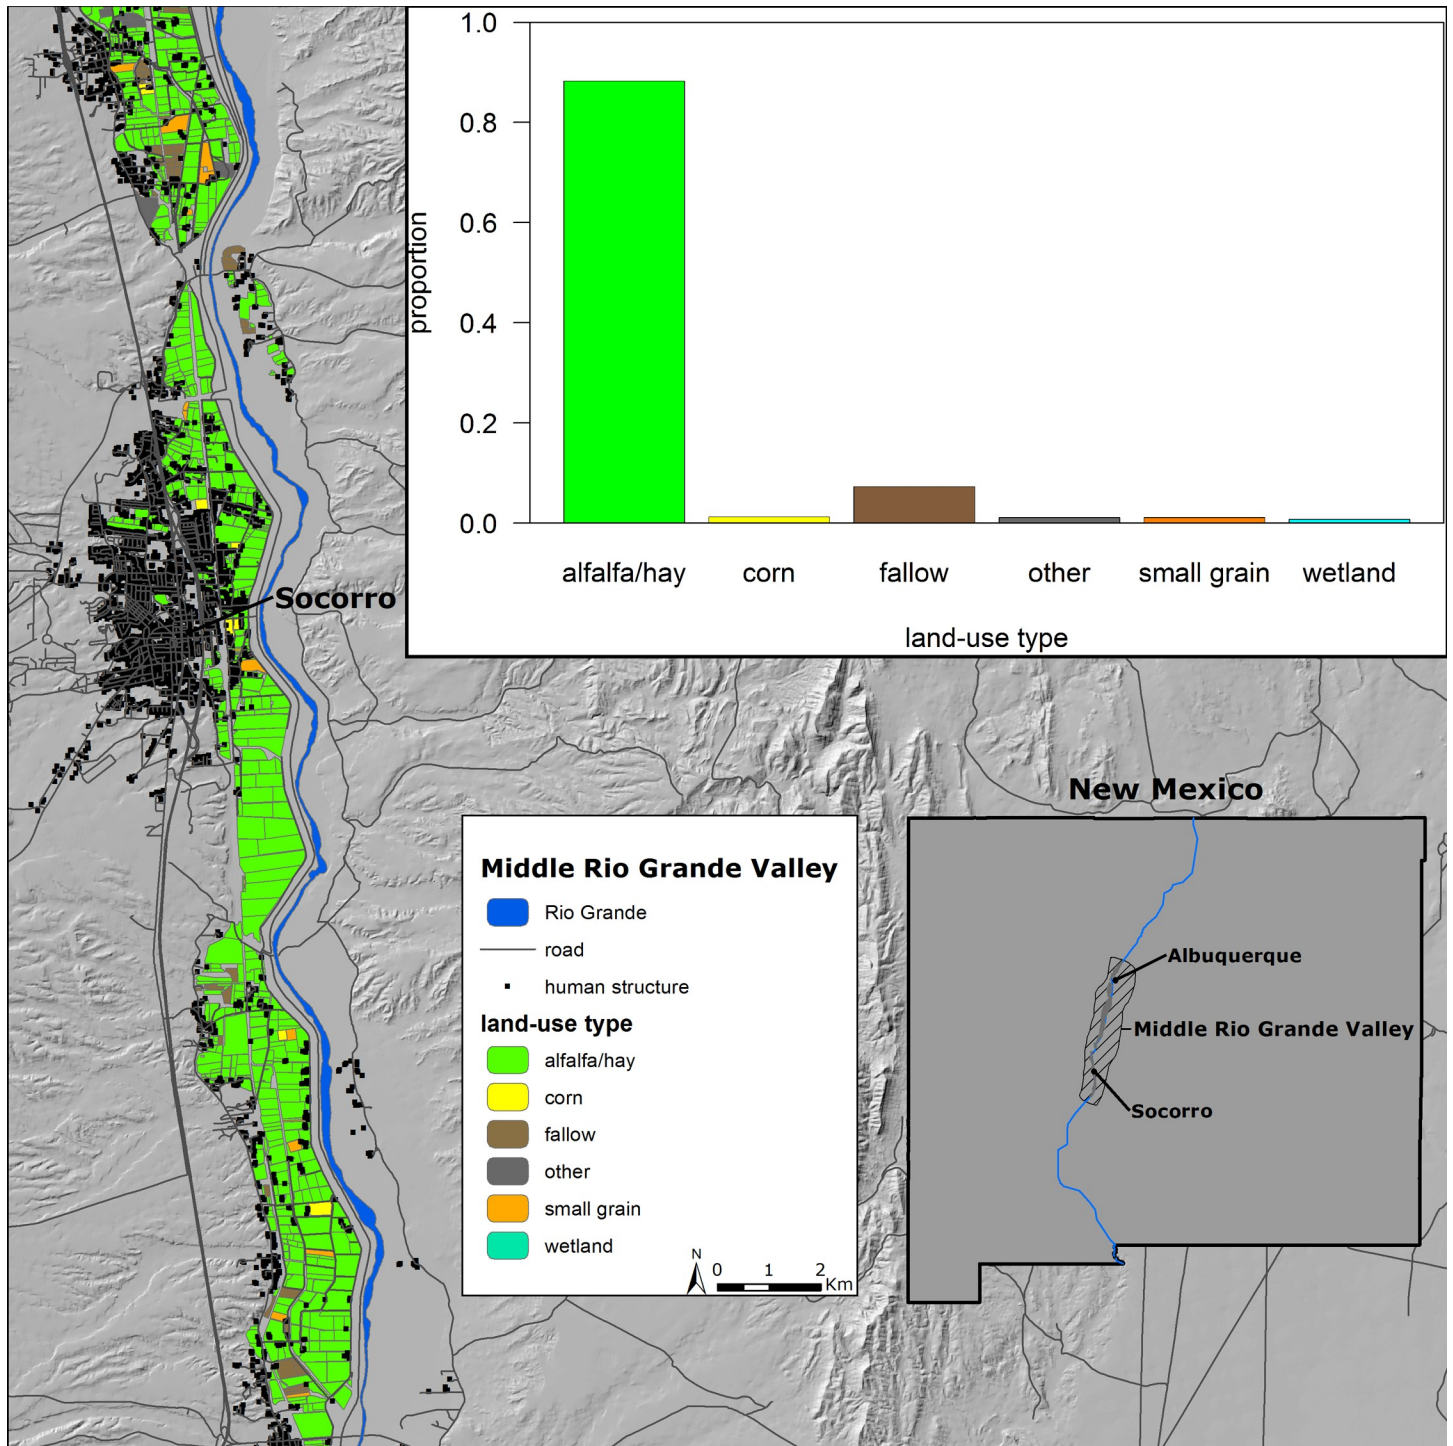 1.0
0.8
0.6
0.4
0.2
0.0
proportion
alfalfa/hay corn fallow other small grain wetland
land-use type
Socorro
New Mexico
Albuquerque
Middle Rio Grande Valley
Socorro
Middle Rio Grande Valley
Rio Grande
road
human structure
land-use type
alfalfa/hay
corn
fallow
other
small grain
wetland
N
0 1 2
Km